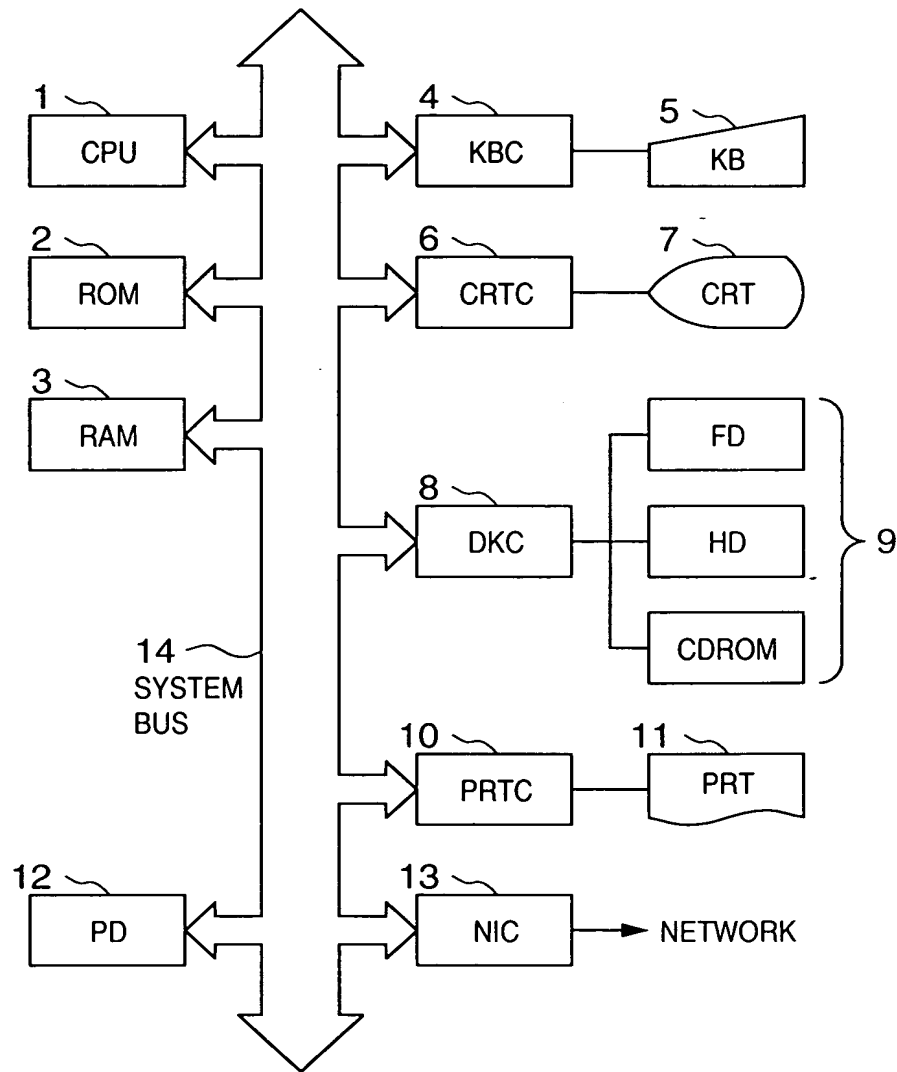 1
CPU
2
ROM
3
RAM
14
SYSTEM
BUS
12
PD
4
KBC
5
KB
6
CRTC
7
CRT
8
DKC
FD
HD
CDROM
9
10
PRTC
11
PRT
13
NIC
NETWORK